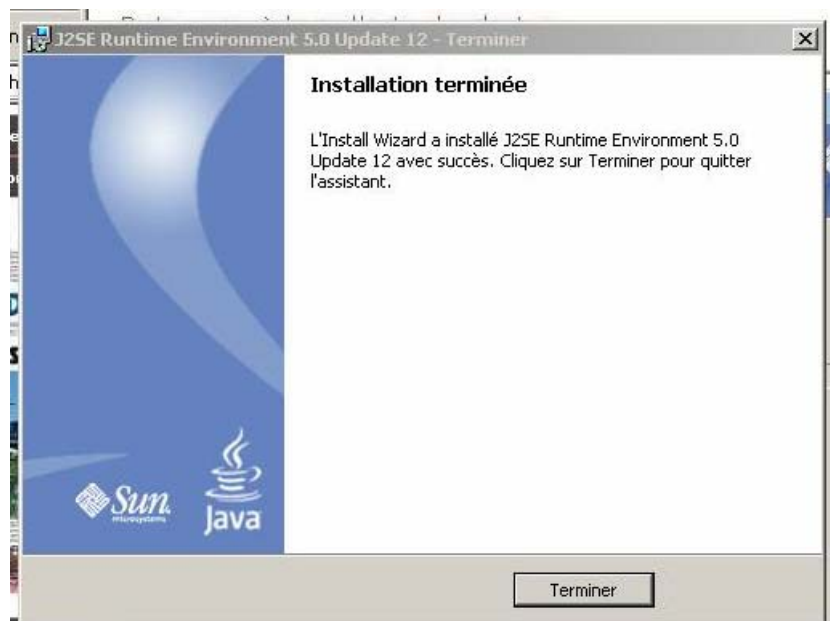 J2SE Runtime Environment 5.0 Update 12 - Terminer
Installation terminée
L'Install Wizard a installé J2SE Runtime Environment 5.0
Update 12 avec succès. Cliquez sur Terminer pour quitter
l'assistant.
Sun
microsystems
Java
Terminer